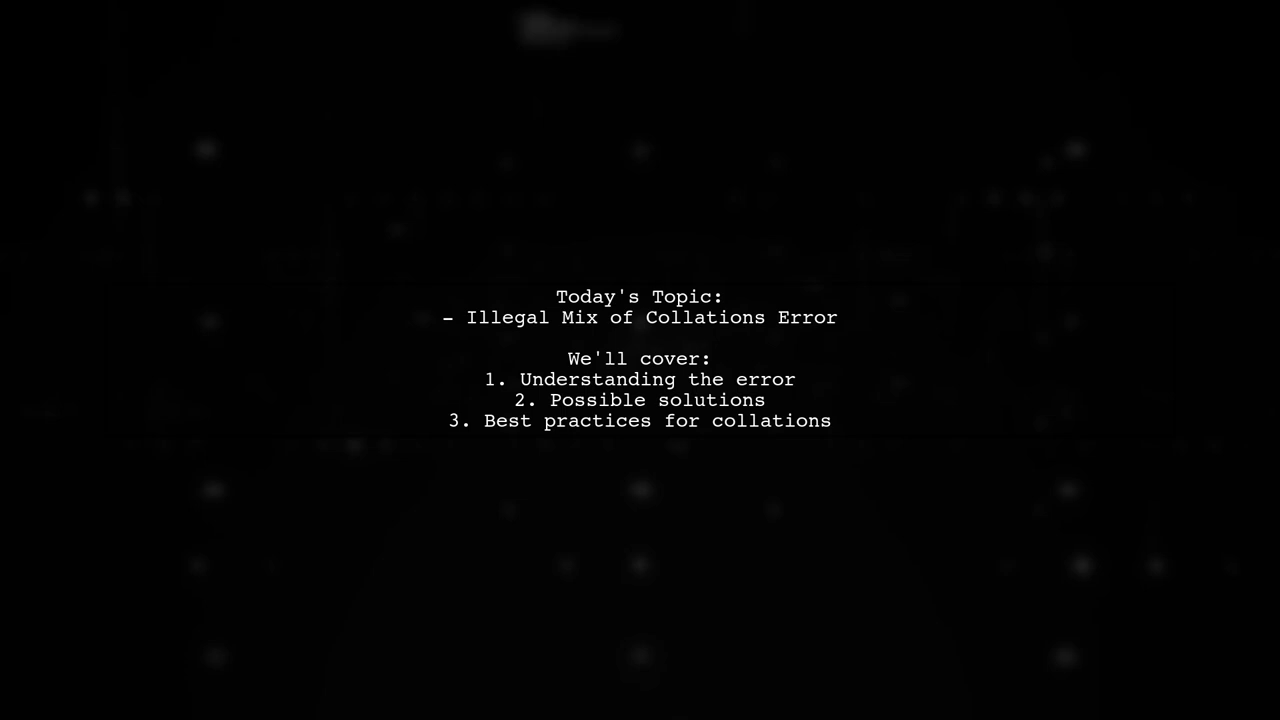 Today's Topic:
- Illegal Mix of Collations Error
We'll cover:
1. Understanding the error
2. Possible solutions
3. Best practices for collations